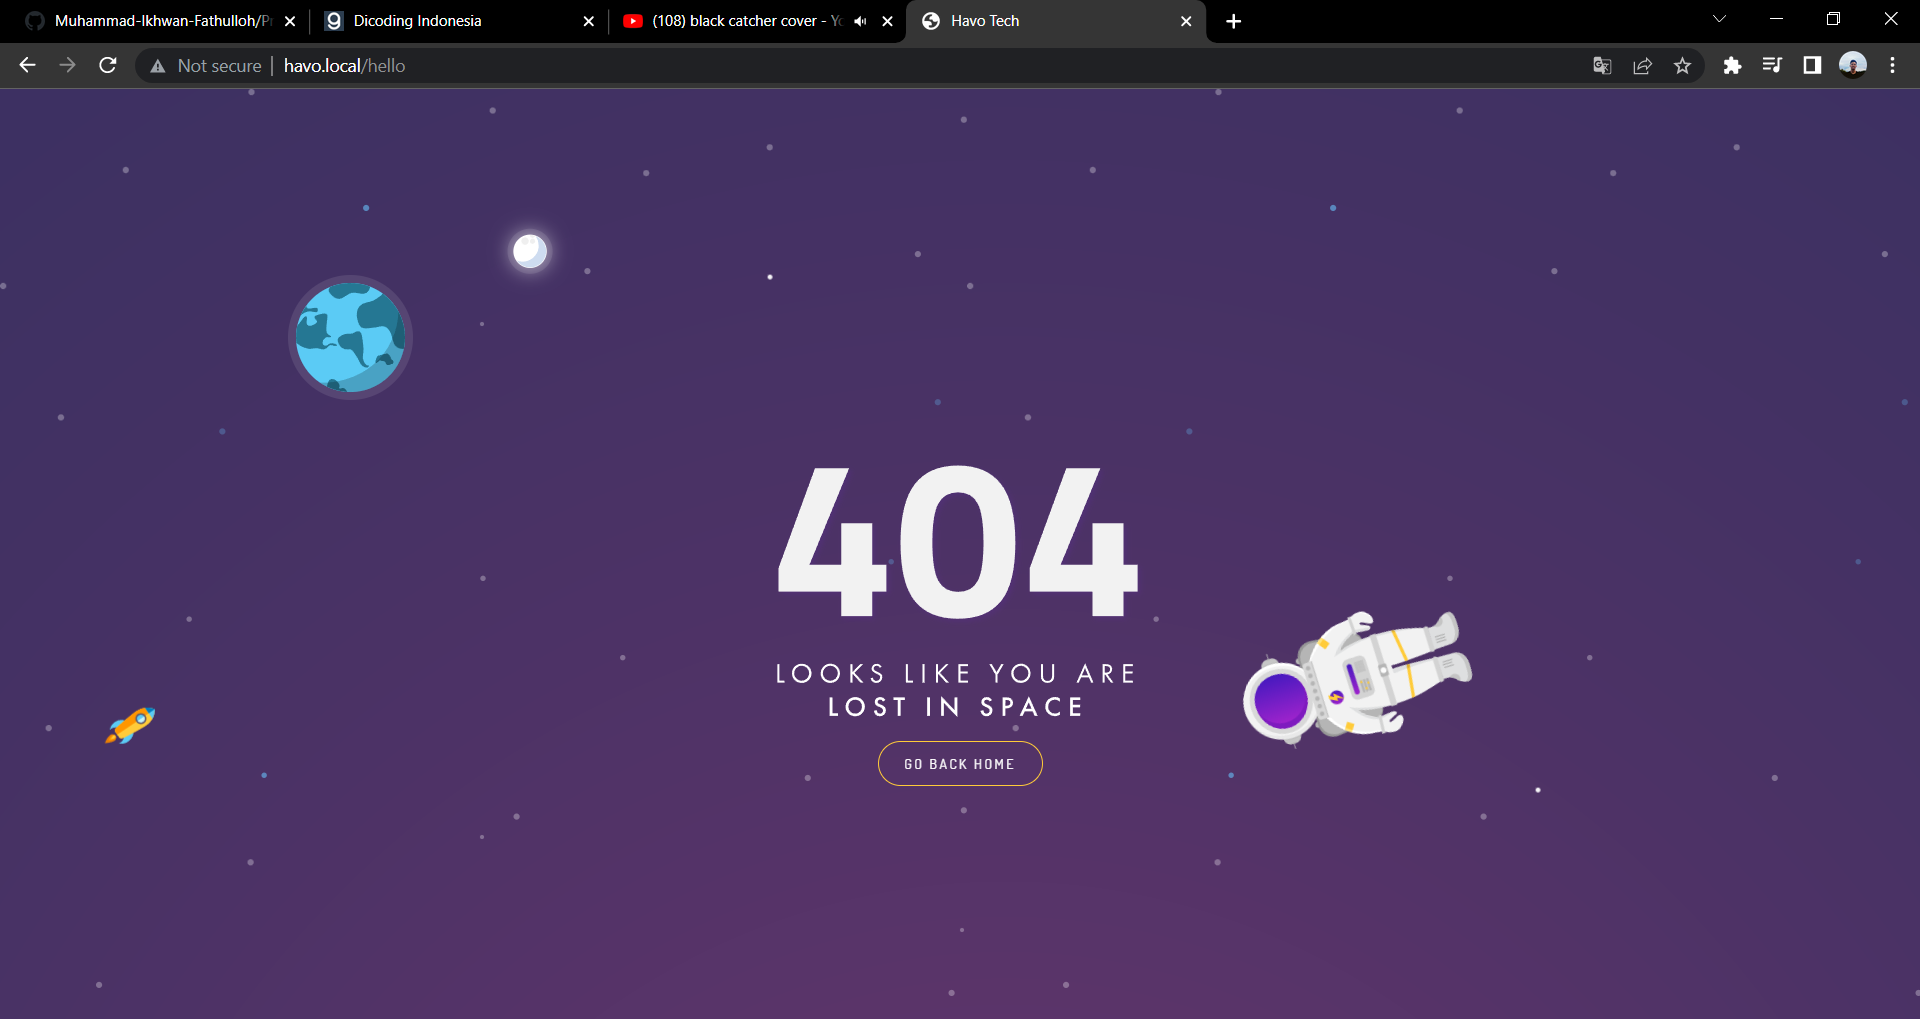 Muhammad-Ikhwan-Fathulloh/Pr
Dicoding Indonesia
(108) black catcher cover - Yo
Havo Tech
Not secure
havo.local/hello
404
LOOKS LIKE YOU ARE
LOST IN SPACE
GO BACK HOME